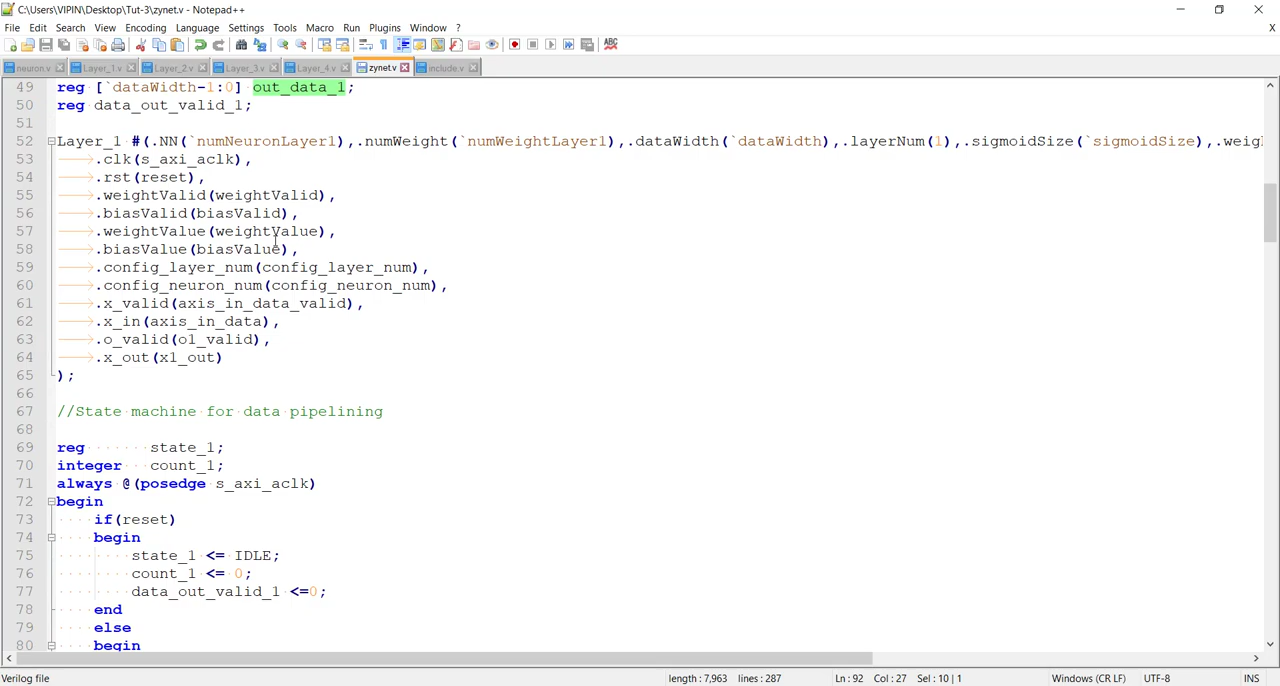 C:\Users\VIPIN\Desktop\Tut-3\zynet.v - Notepad++
File Edit Search View Encoding Language Settings Tools Macro Run Plugins Window ? X
neuron.v Layer_1.v Layer_2.v Layer_3.v Layer_4.v zynet.v include.v
49 reg [`dataWidth-1:0] out_data_1;
50 reg data_out_valid_1;
51
52 Layer_1 #(.NN(`numNeuronLayer1),.numWeight(`numWeightLayer1),.dataWidth(`dataWidth),.layerNum(1),.sigmoidSize(`sigmoidSize),.weig
53 .clk(s_axi_aclk),
54 .rst(reset),
55 .weightValid(weightValid),
56 .biasValid(biasValid),
57 .weightValue(weightValue),
58 .biasValue(biasValue),
59 .config_layer_num(config_layer_num),
60 .config_neuron_num(config_neuron_num),
61 .x_valid(axis_in_data_valid),
62 .x_in(axis_in_data),
63 .o_valid(o1_valid),
64 .x_out(x1_out)
65 );
66
67 //State machine for data pipelining
68
69 reg state_1;
70 integer count_1;
71 always @(posedge s_axi_aclk)
72 begin
73 if(reset)
74 begin
75 state_1 <= IDLE;
76 count_1 <= 0;
77 data_out_valid_1 <=0;
78 end
79 else
80 begin
Verilog file length : 7,963 lines : 287 Ln : 92 Col : 27 Sel : 10 | 1 Windows (CR LF) UTF-8 INS